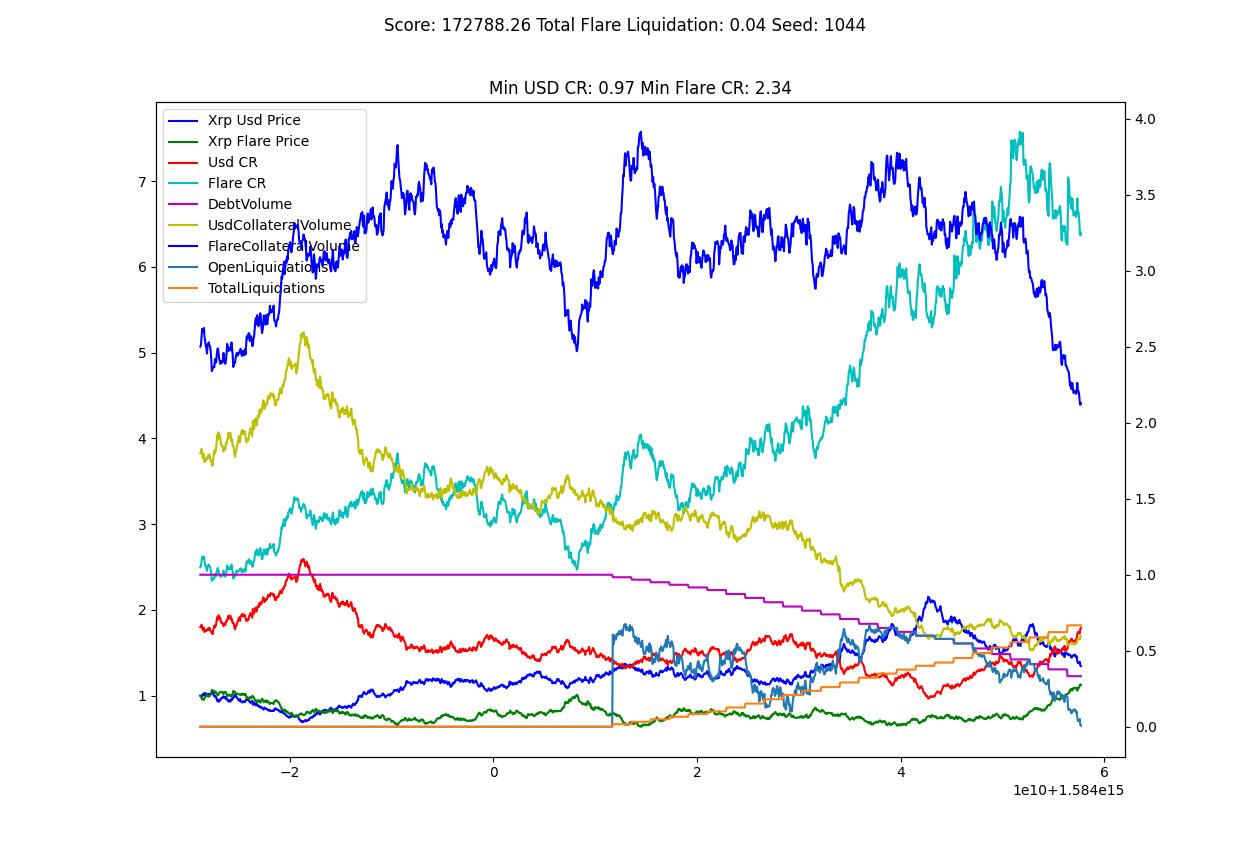 Score: 172788.26 Total Flare Liquidation: 0.04 Seed: 1044
Min USD CR: 0.97 Min Flare CR: 2.34
Xrp Usd Price
Xrp Flare Price
Usd CR
Flare CR
DebtVolume
UsdCollateralVolume
FlareCollateralVolume
OpenLiquidations
TotalLiquidations
7
6
5
4
3
2
1
4.0
3.5
3.0
2.5
2.0
1.5
1.0
0.5
0.0
−2
0
2
4
6
1e10+1.584e15